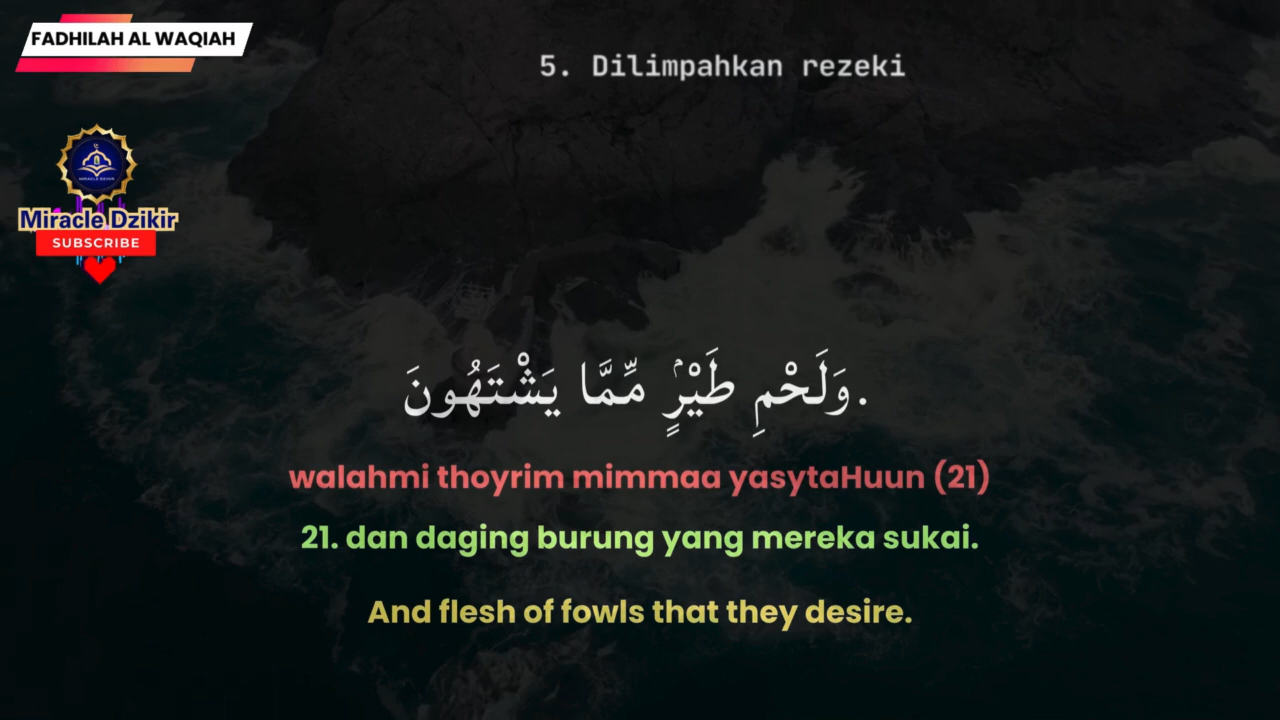 FADHILAH AL WAQIAH
5. Dilimpahkan rezeki
Miracle Dzikir
SUBSCRIBE
وَلَحْمِ طَيْرٍۢ مِّمَّا يَشْتَهُونَ.
walahmi thoyrim mimmaa yasytaHuun (21)
21. dan daging burung yang mereka sukai.
And flesh of fowls that they desire.